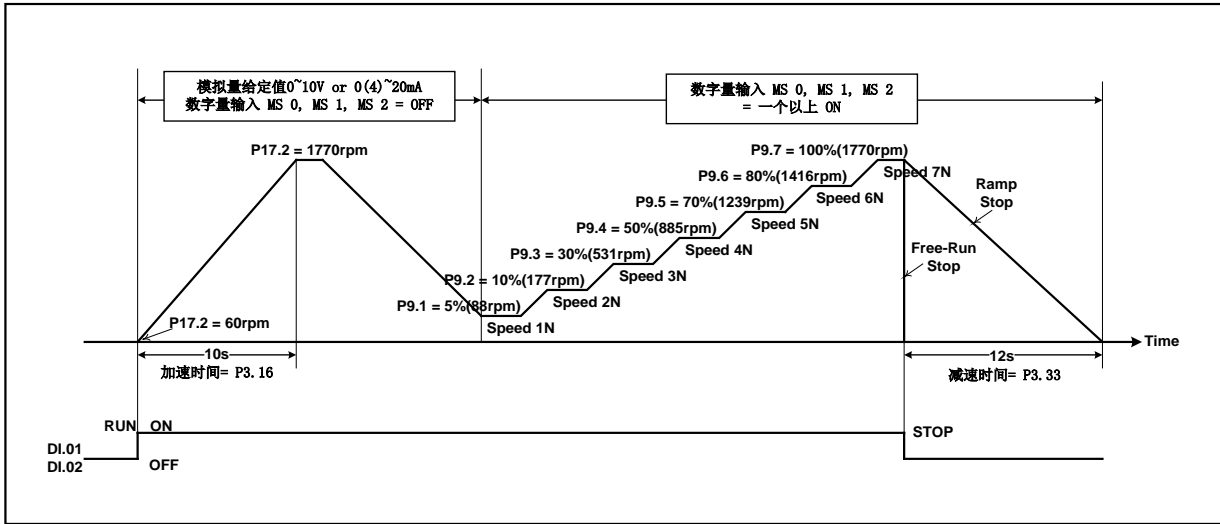 模拟量给定值0~10V or 0(4)~20mA
数字量输入 MS 0, MS 1, MS 2 = OFF
数字量输入 MS 0, MS 1, MS 2
= 一个以上 ON
P17.2 = 1770rpm
P9.7 = 100%(1770rpm)
Speed 7N
P9.6 = 80%(1416rpm)
Speed 6N
P9.5 = 70%(1239rpm)
Speed 5N
P9.4 = 50%(885rpm)
Speed 4N
P9.3 = 30%(531rpm)
Speed 3N
P9.2 = 10%(177rpm)
Speed 2N
P9.1 = 5%(88rpm)
Speed 1N
Ramp
Stop
Free-Run
Stop
P17.2 = 60rpm
Time
10s
加速时间= P3.16
12s
减速时间= P3.33
RUN
ON
STOP
DI.01
DI.02
OFF